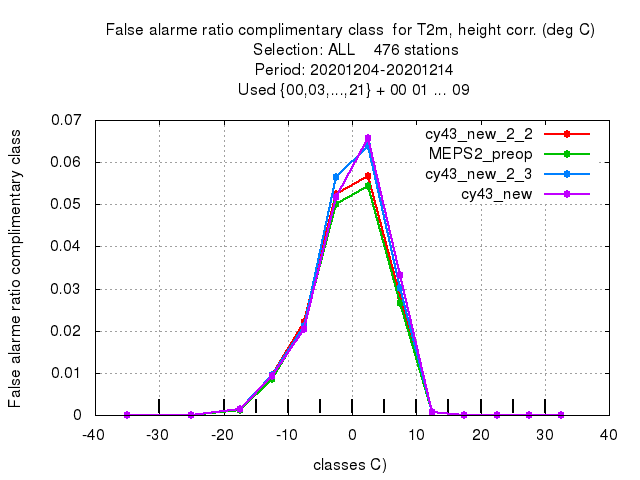 False alarme ratio complimentary class  for T2m, height corr. (deg C)
Selection: ALL    476 stations
Period: 20201204-20201214
Used {00,03,...,21} + 00 01 ... 09
False alarme ratio complimentary class
0.07
0.06
0.05
0.04
0.03
0.02
0.01
0
cy43_new_2_2
MEPS2_preop
cy43_new_2_3
cy43_new
-40 -30 -20 -10 0 10 20 30 40
classes C)